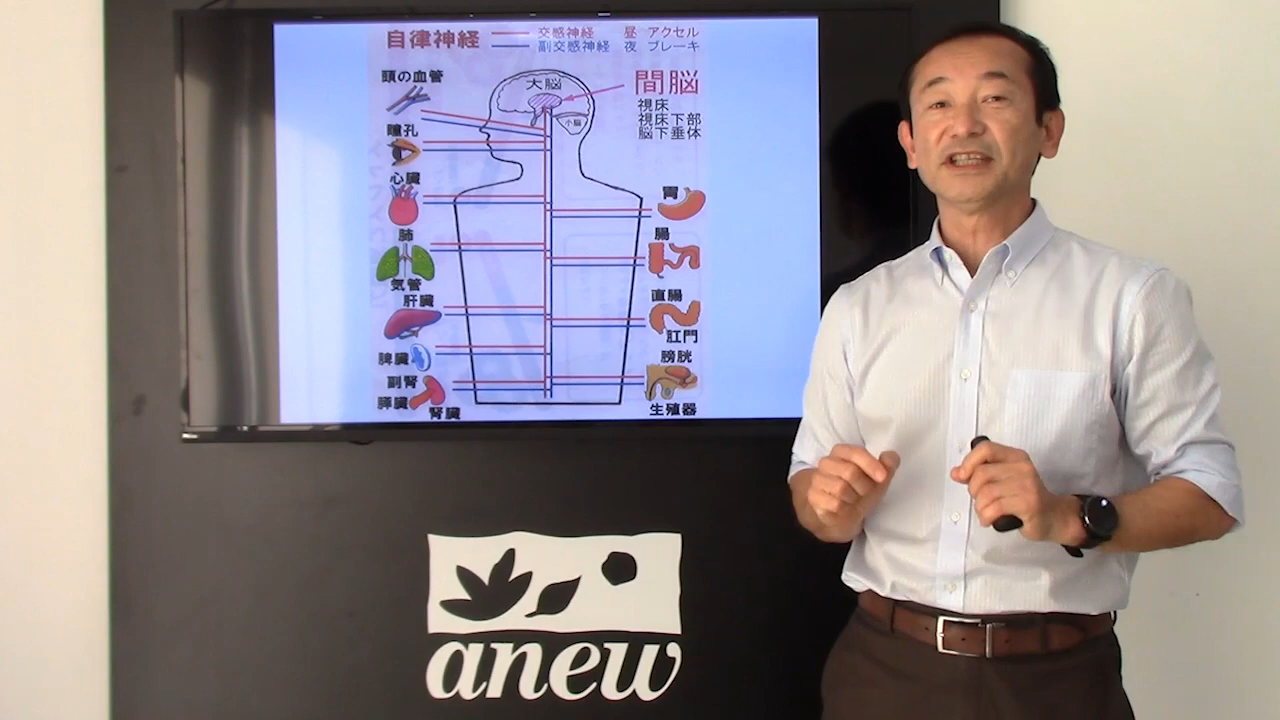 自律神経 交感神経 昼 アクセル
副交感神経 夜 ブレーキ
頭の血管
大脳
間脳
視床
視床下部
脳下垂体
小脳
瞳孔
心臓
肺
気管
肝臓
脾臓
副腎
膵臓
腎臓
胃
腸
直腸
肛門
膀胱
生殖器
anew